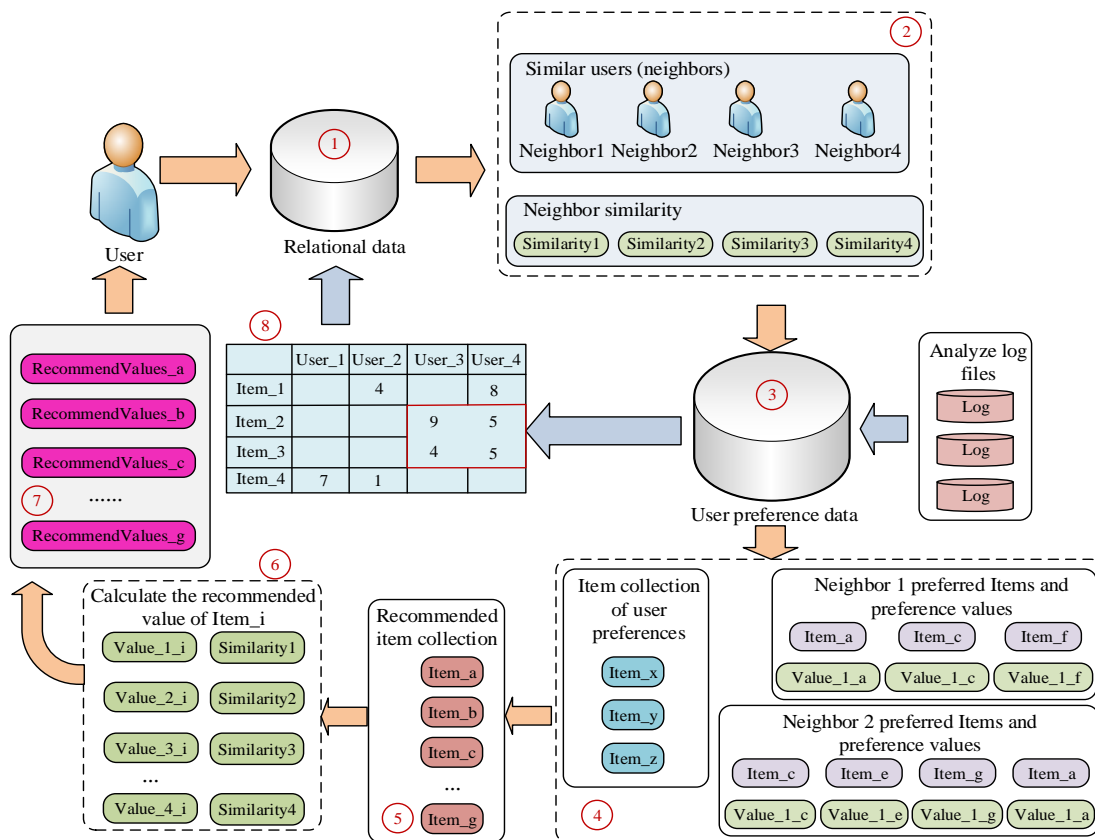 ②
Similar users (neighbors)
Neighbor1 Neighbor2 Neighbor3 Neighbor4
Neighbor similarity
Similarity1 Similarity2 Similarity3 Similarity4
①
Relational data
User
⑧
User_1 User_2 User_3 User_4
Item_1 4 8
Item_2 9 5
Item_3 4 5
Item_4 7 1
③
User preference data
Analyze log
files
Log
Log
Log
RecommendValues_a
RecommendValues_b
RecommendValues_c
......
⑦
RecommendValues_g
⑥
Calculate the recommended
value of Item_i
Value_1_i Similarity1
Value_2_i Similarity2
Value_3_i Similarity3
...
Value_4_i Similarity4
Recommended
item collection
Item_a
Item_b
Item_c
...
⑤
Item_g
Item collection
of user
preferences
Item_x
Item_y
Item_z
④
Neighbor 1 preferred Items and
preference values
Item_a Item_c Item_f
Value_1_a Value_1_c Value_1_f
Neighbor 2 preferred Items and
preference values
Item_c Item_e Item_g Item_a
Value_1_c Value_1_e Value_1_g Value_1_a